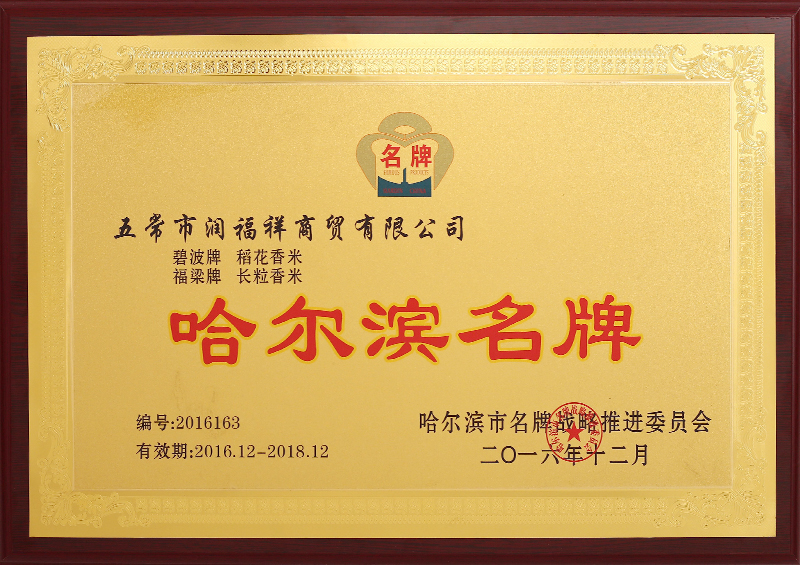 名牌
五常市润福祥商贸有限公司
碧波牌 稻花香米
福梁牌 长粒香米
哈尔滨名牌
编号:2016163
有效期:2016.12-2018.12
哈尔滨市名牌战略推进委员会
二〇一六年十二月